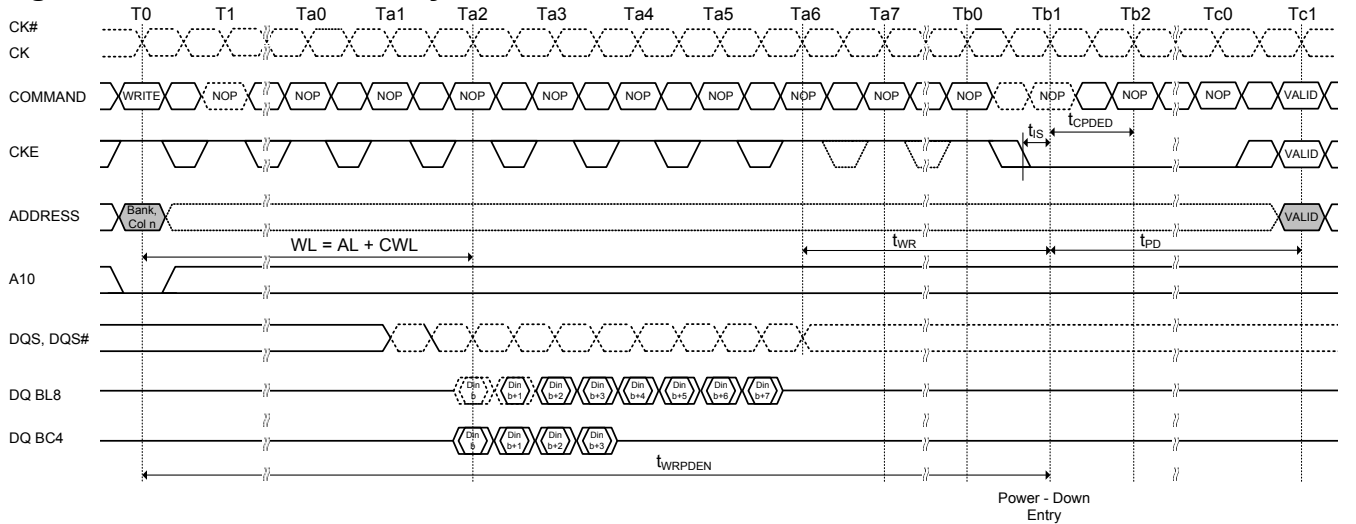 T0 T1 Ta0 Ta1 Ta2 Ta3 Ta4 Ta5 Ta6 Ta7 Tb0 Tb1 Tb2 Tc0 Tc1
CK#
CK
COMMAND WRITE NOP NOP NOP NOP NOP NOP NOP NOP NOP NOP NOP NOP NOP VALID
tIS tCPDED
CKE VALID
ADDRESS Bank, Col n VALID
WL = AL + CWL tWR tPD
A10
DQS, DQS#
DQ BL8 Din b Din b+1 Din b+2 Din b+3 Din b+4 Din b+5 Din b+6 Din b+7
DQ BC4 Din b Din b+1 Din b+2 Din b+3
tWRPDEN
Power - Down
Entry